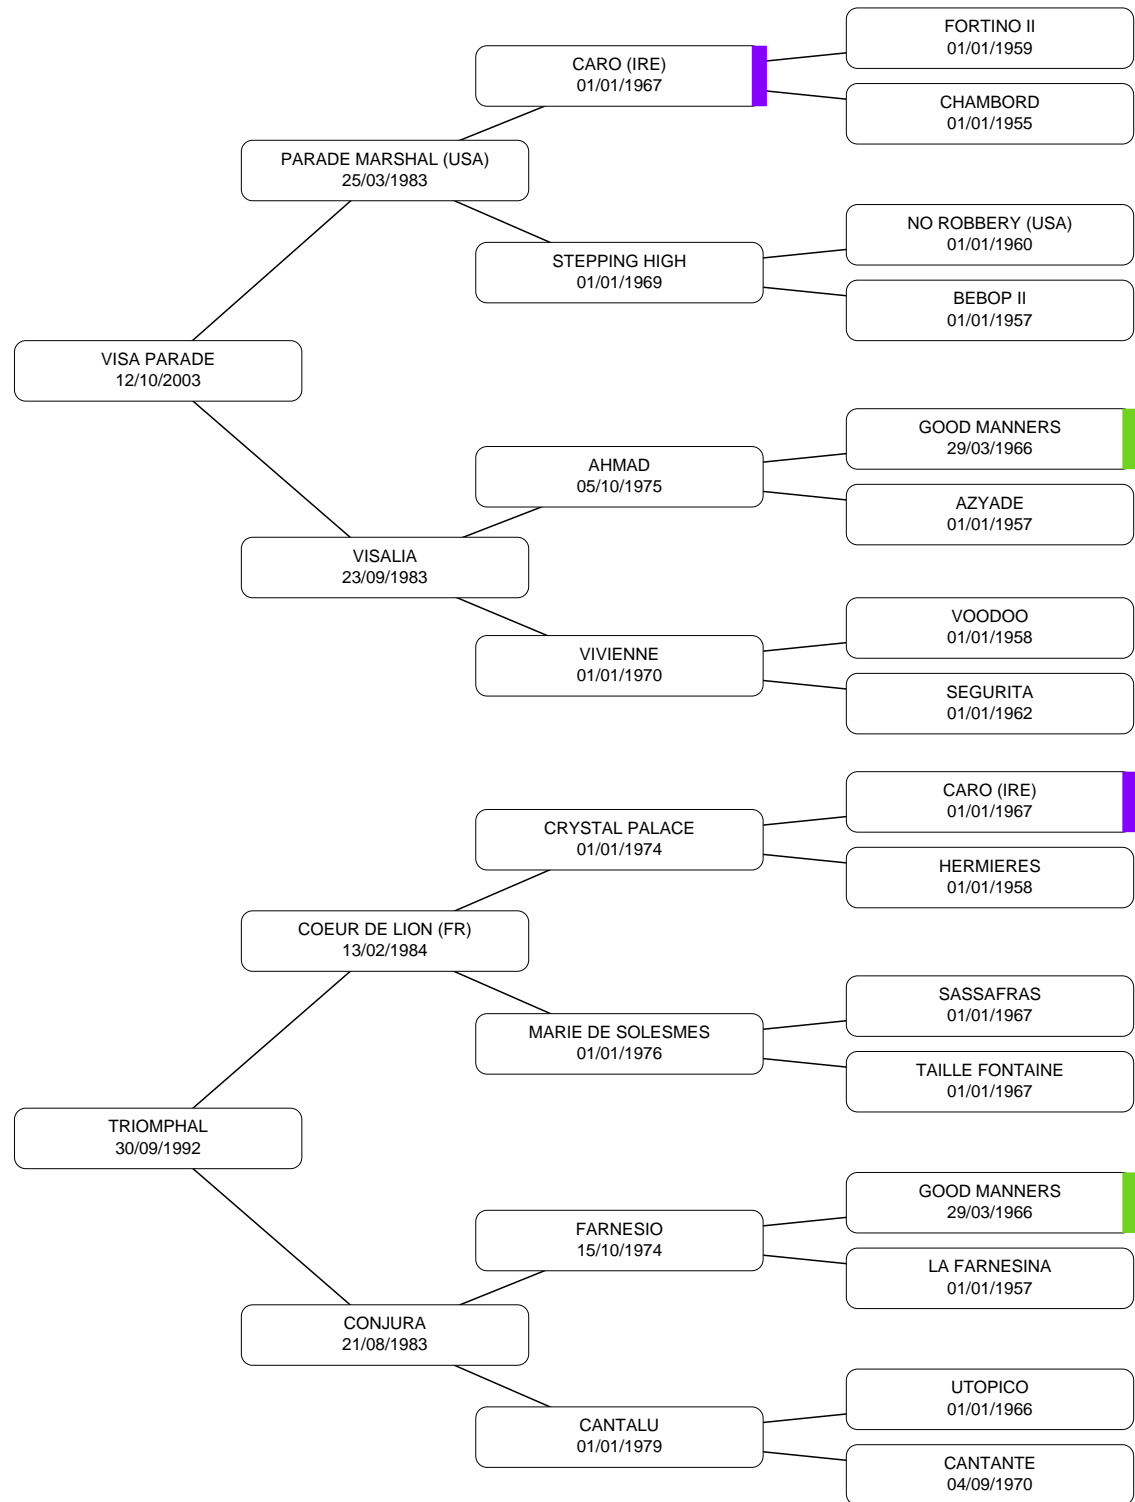 FORTINO II
01/01/1959
CARO (IRE)
01/01/1967
CHAMBORD
01/01/1955
PARADE MARSHAL (USA)
25/03/1983
NO ROBBERY (USA)
01/01/1960
STEPPING HIGH
01/01/1969
BEBOP II
01/01/1957
VISA PARADE
12/10/2003
GOOD MANNERS
29/03/1966
AHMAD
05/10/1975
AZYADE
01/01/1957
VISALIA
23/09/1983
VOODOO
01/01/1958
VIVIENNE
01/01/1970
SEGURITA
01/01/1962
CARO (IRE)
01/01/1967
CRYSTAL PALACE
01/01/1974
HERMIERES
01/01/1958
COEUR DE LION (FR)
13/02/1984
SASSAFRAS
01/01/1967
MARIE DE SOLESMES
01/01/1976
TAILLE FONTAINE
01/01/1967
TRIOMPHAL
30/09/1992
GOOD MANNERS
29/03/1966
FARNESIO
15/10/1974
LA FARNESINA
01/01/1957
CONJURA
21/08/1983
UTOPICO
01/01/1966
CANTALU
01/01/1979
CANTANTE
04/09/1970